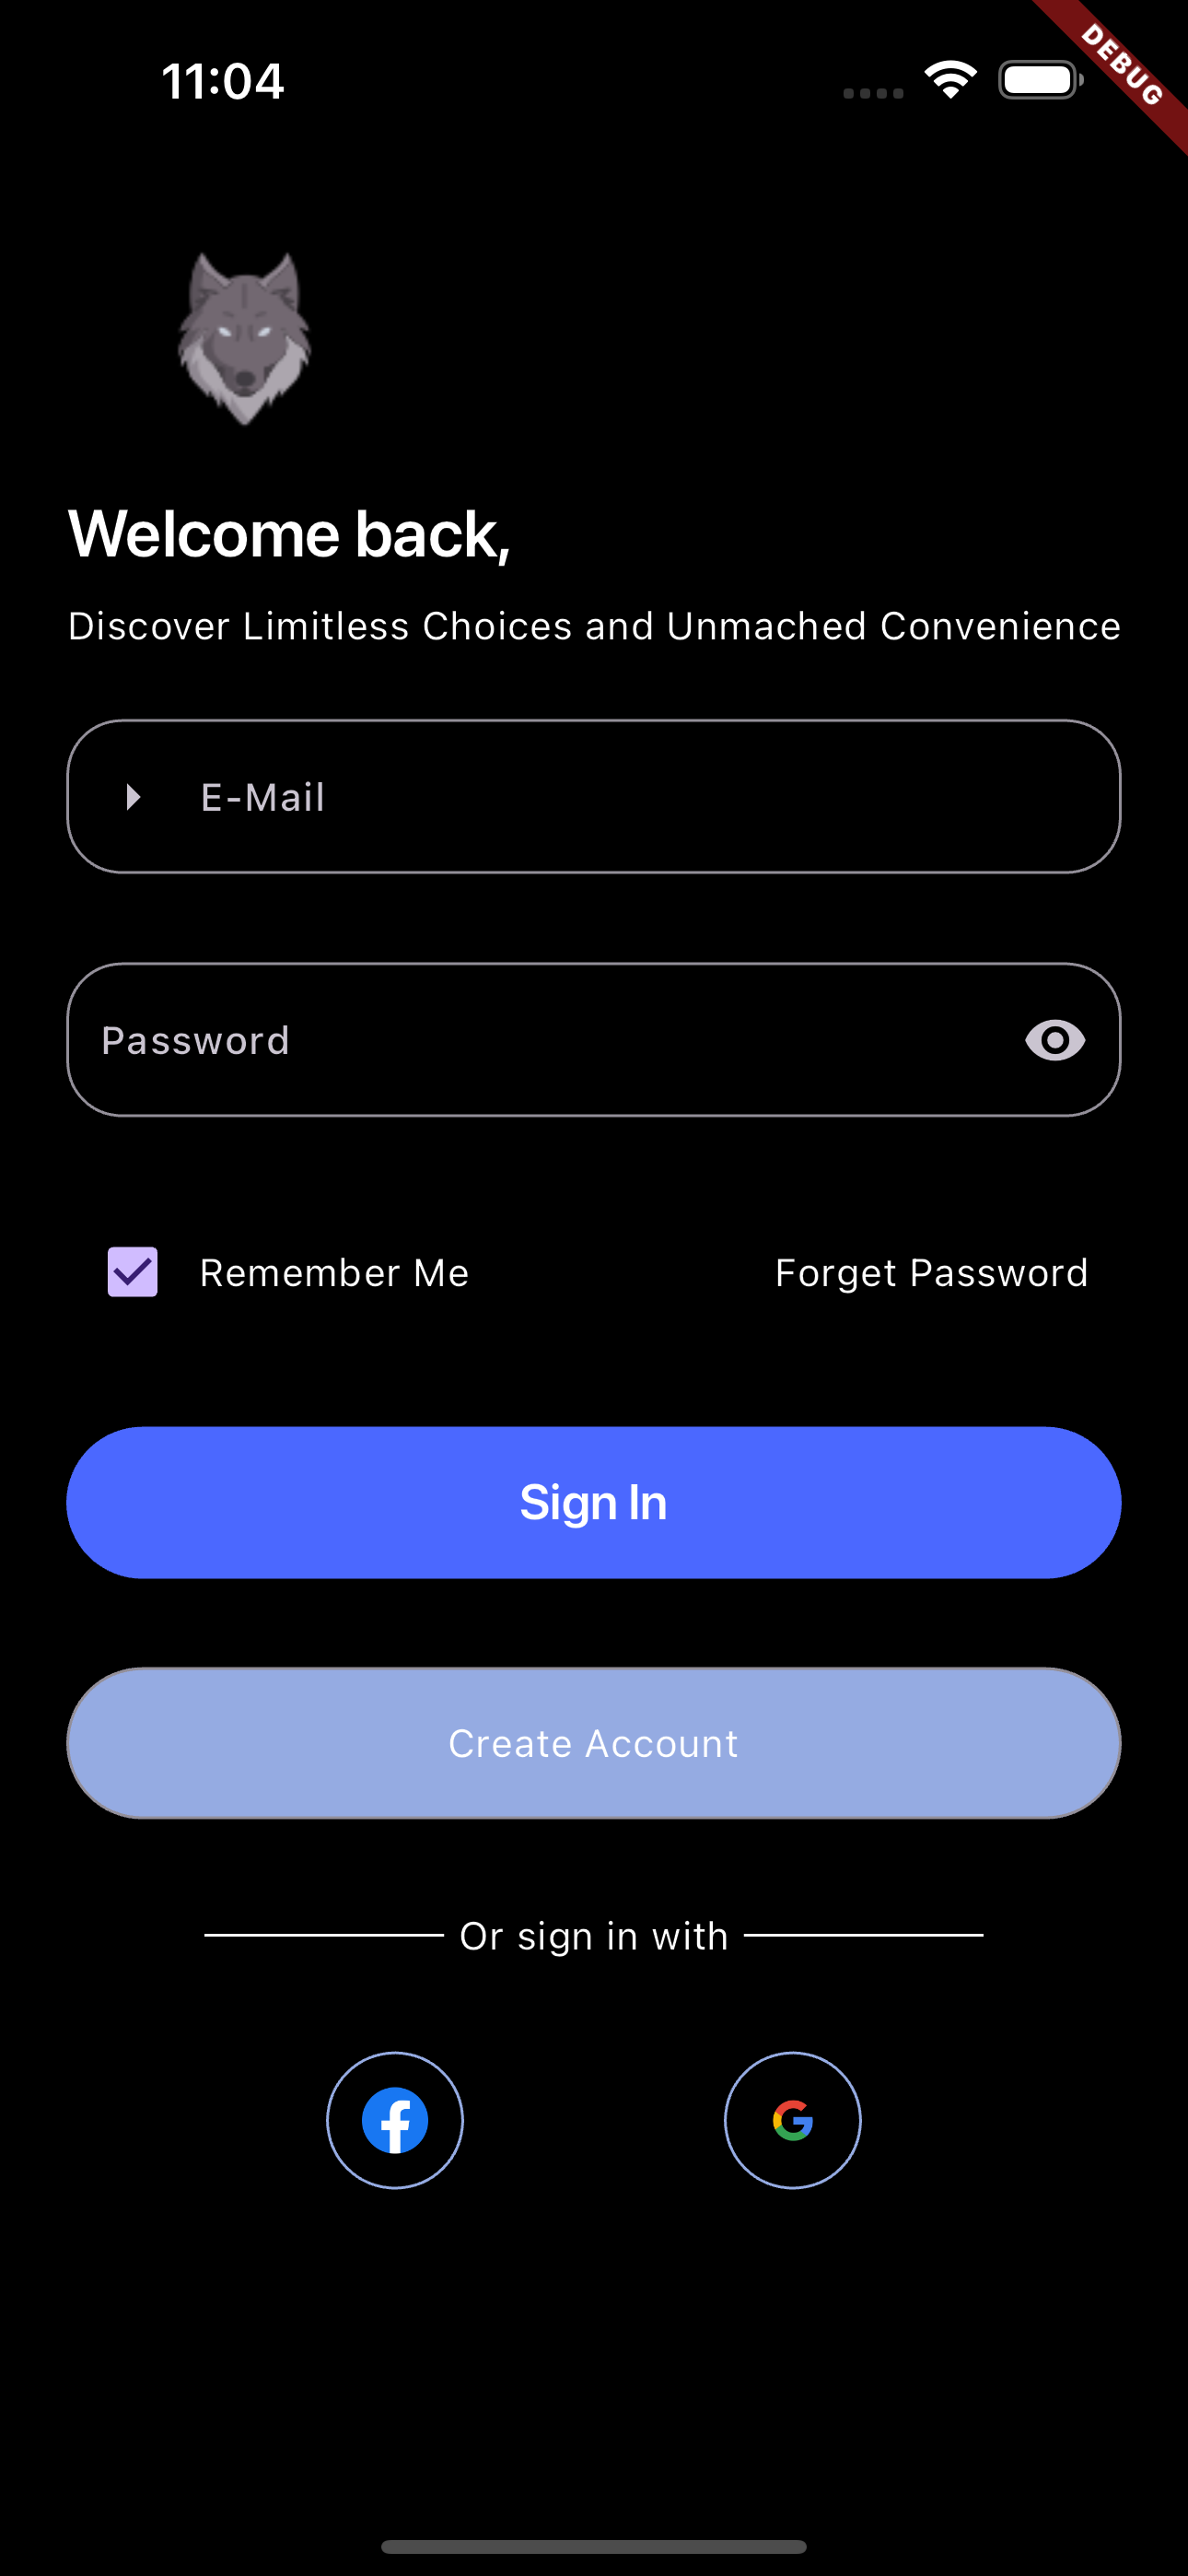 11:04
DEBUG
Welcome back,
Discover Limitless Choices and Unmached Convenience
E-Mail
Password
Remember Me
Forget Password
Sign In
Create Account
Or sign in with